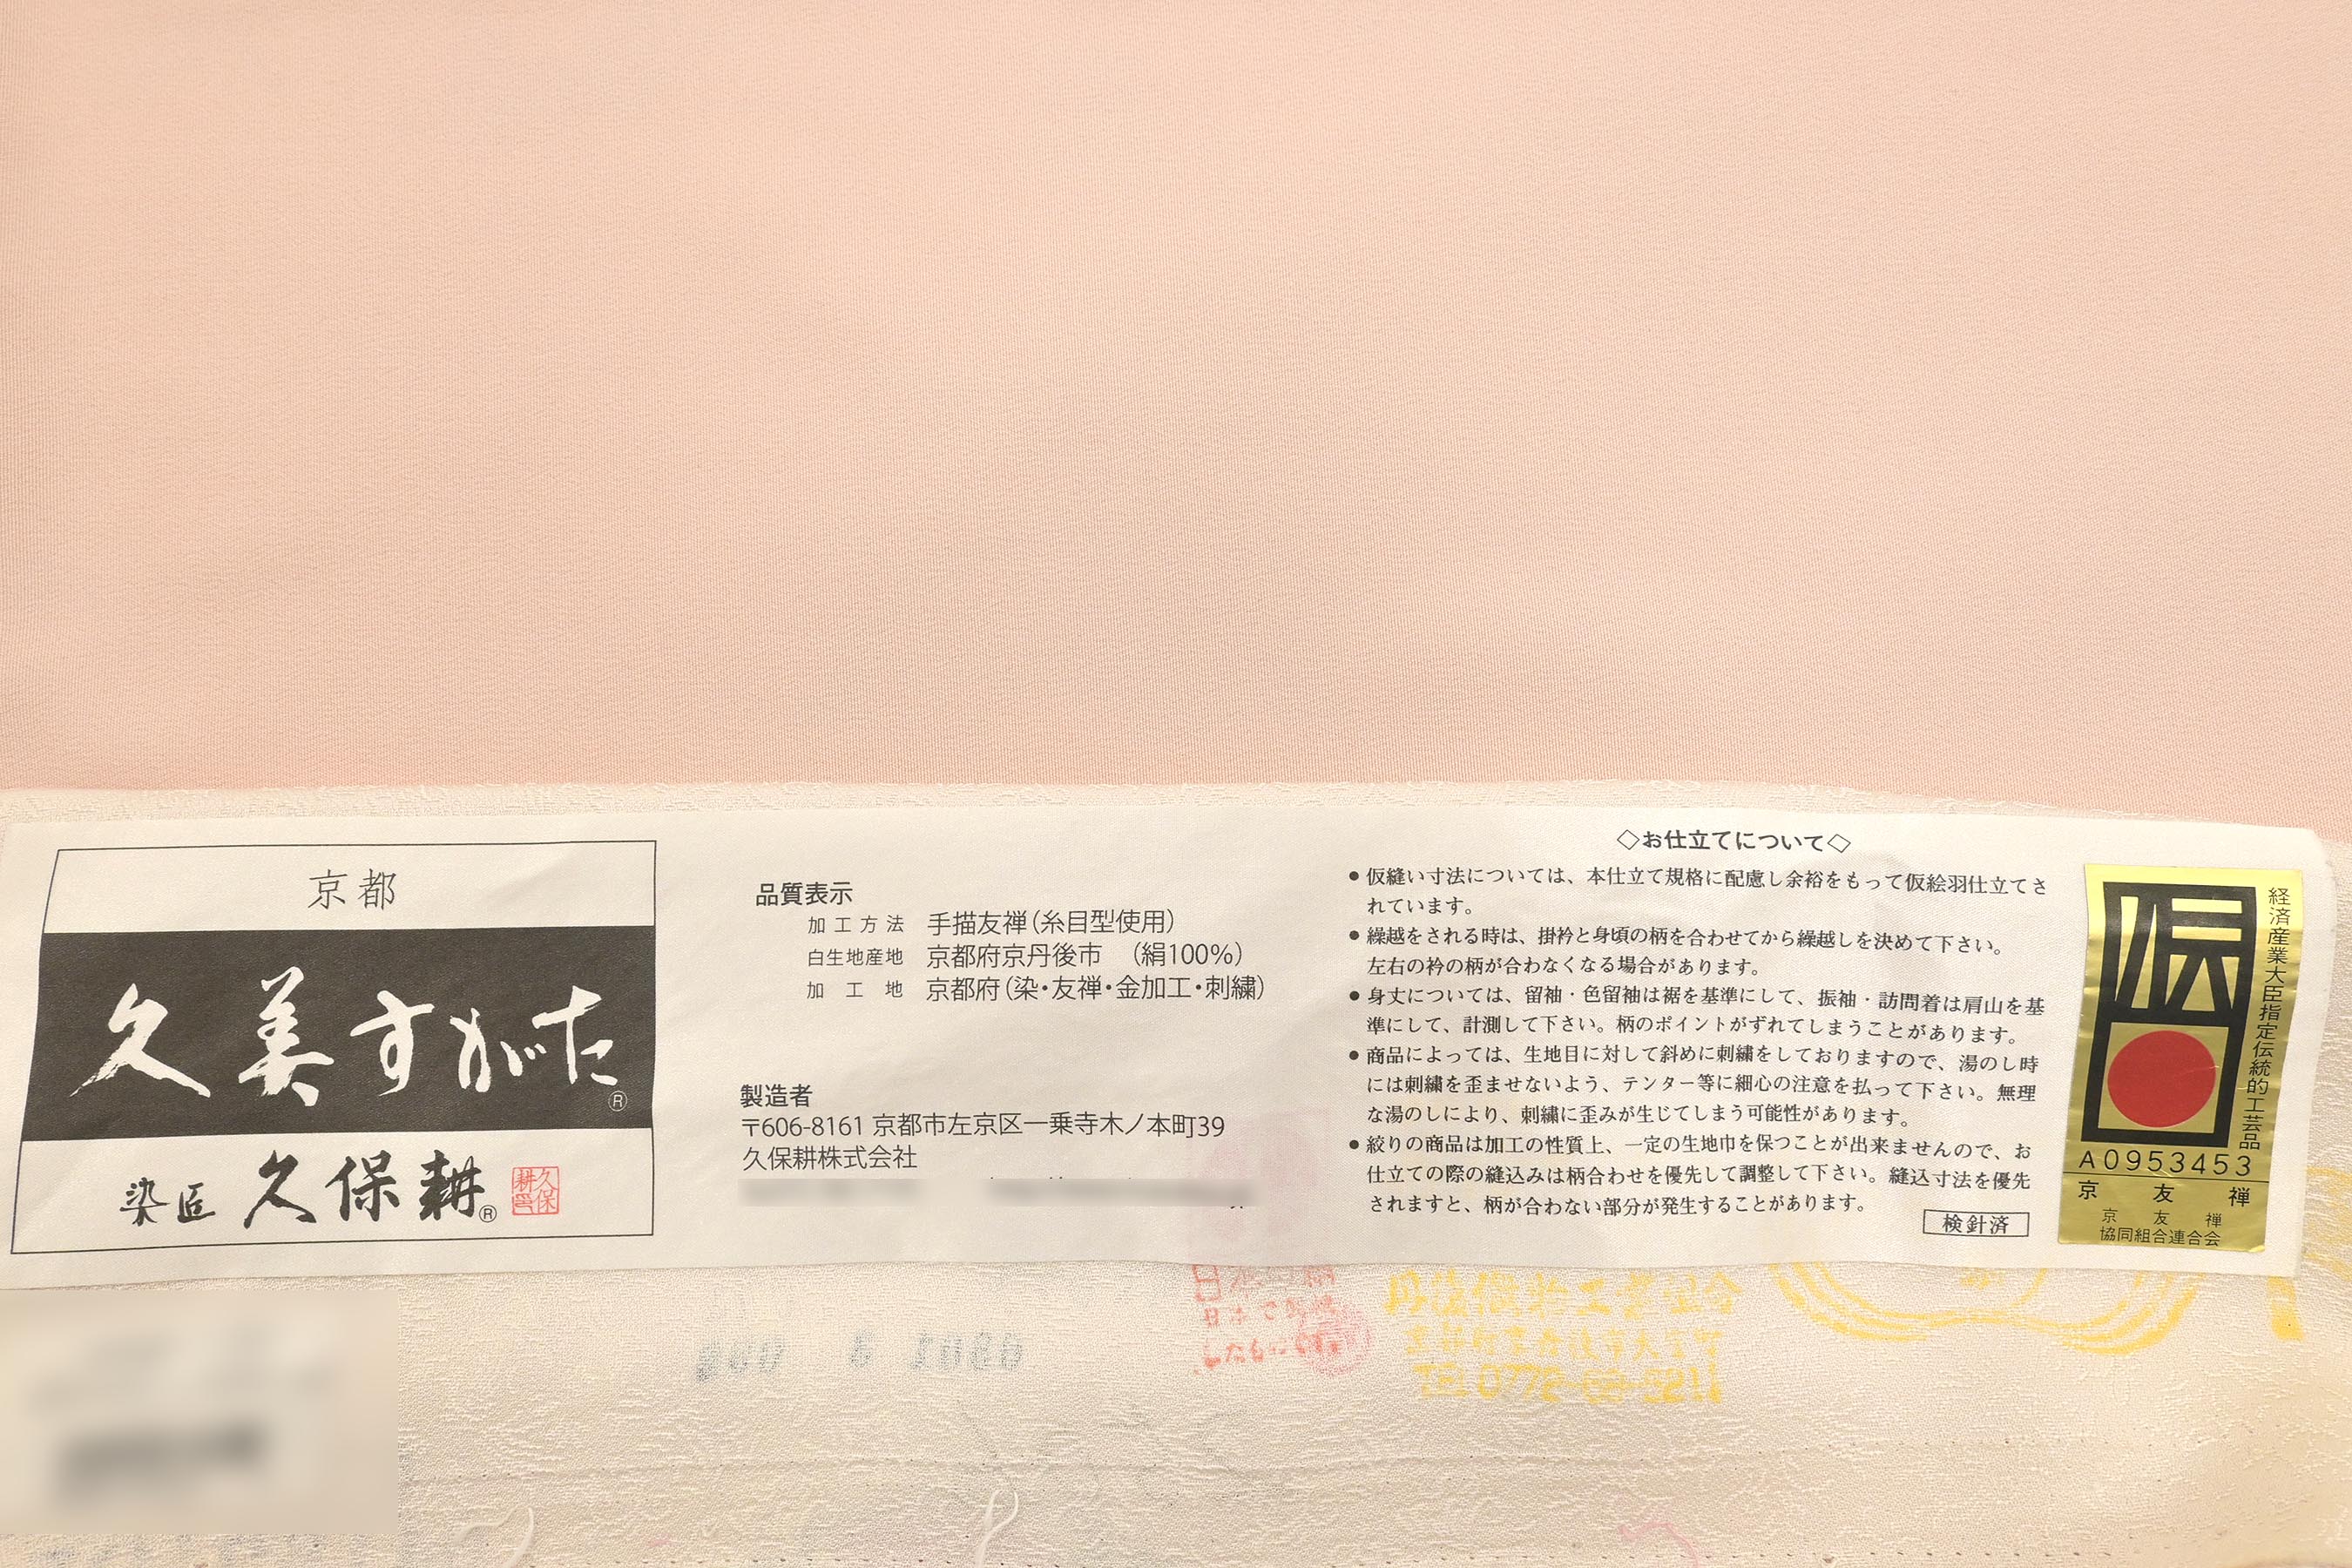 京都
久美すがた®
染匠 久保耕®
久保耕印
品質表示
加工方法 手描友禅(糸目型使用)
白生地産地 京都府京丹後市 (絹100%)
加工地 京都府(染・友禅・金加工・刺繍)
製造者
〒606-8161 京都市左京区一乗寺木ノ本町39
久保耕株式会社
◇お仕立てについて◇
●仮縫い寸法については、本仕立て規格に配慮し余裕をもって仮絵羽仕立てさ
れています。
●繰越をされる時は、掛衿と身頃の柄を合わせてから繰越しを決めて下さい。
左右の衿の柄が合わなくなる場合があります。
●身丈については、留袖・色留袖は裾を基準にして、振袖・訪問着は肩山を基
準にして、計測して下さい。柄のポイントがずれてしまうことがあります。
●商品によっては、生地目に対して斜めに刺繍をしておりますので、湯のし時
には刺繍を歪ませないよう、テンター等に細心の注意を払って下さい。無理
な湯のしにより、刺繍に歪みが生じてしまう可能性があります。
●絞りの商品は加工の性質上、一定の生地巾を保つことが出来ませんので、お
仕立ての際の縫込みは柄合わせを優先して調整して下さい。縫込寸法を優先
されますと、柄が合わない部分が発生することがあります。
検針済
経済産業大臣指定伝統的工芸品
A0953453
京友禅
京友禅
協同組合連合会
丹後織物工業組合